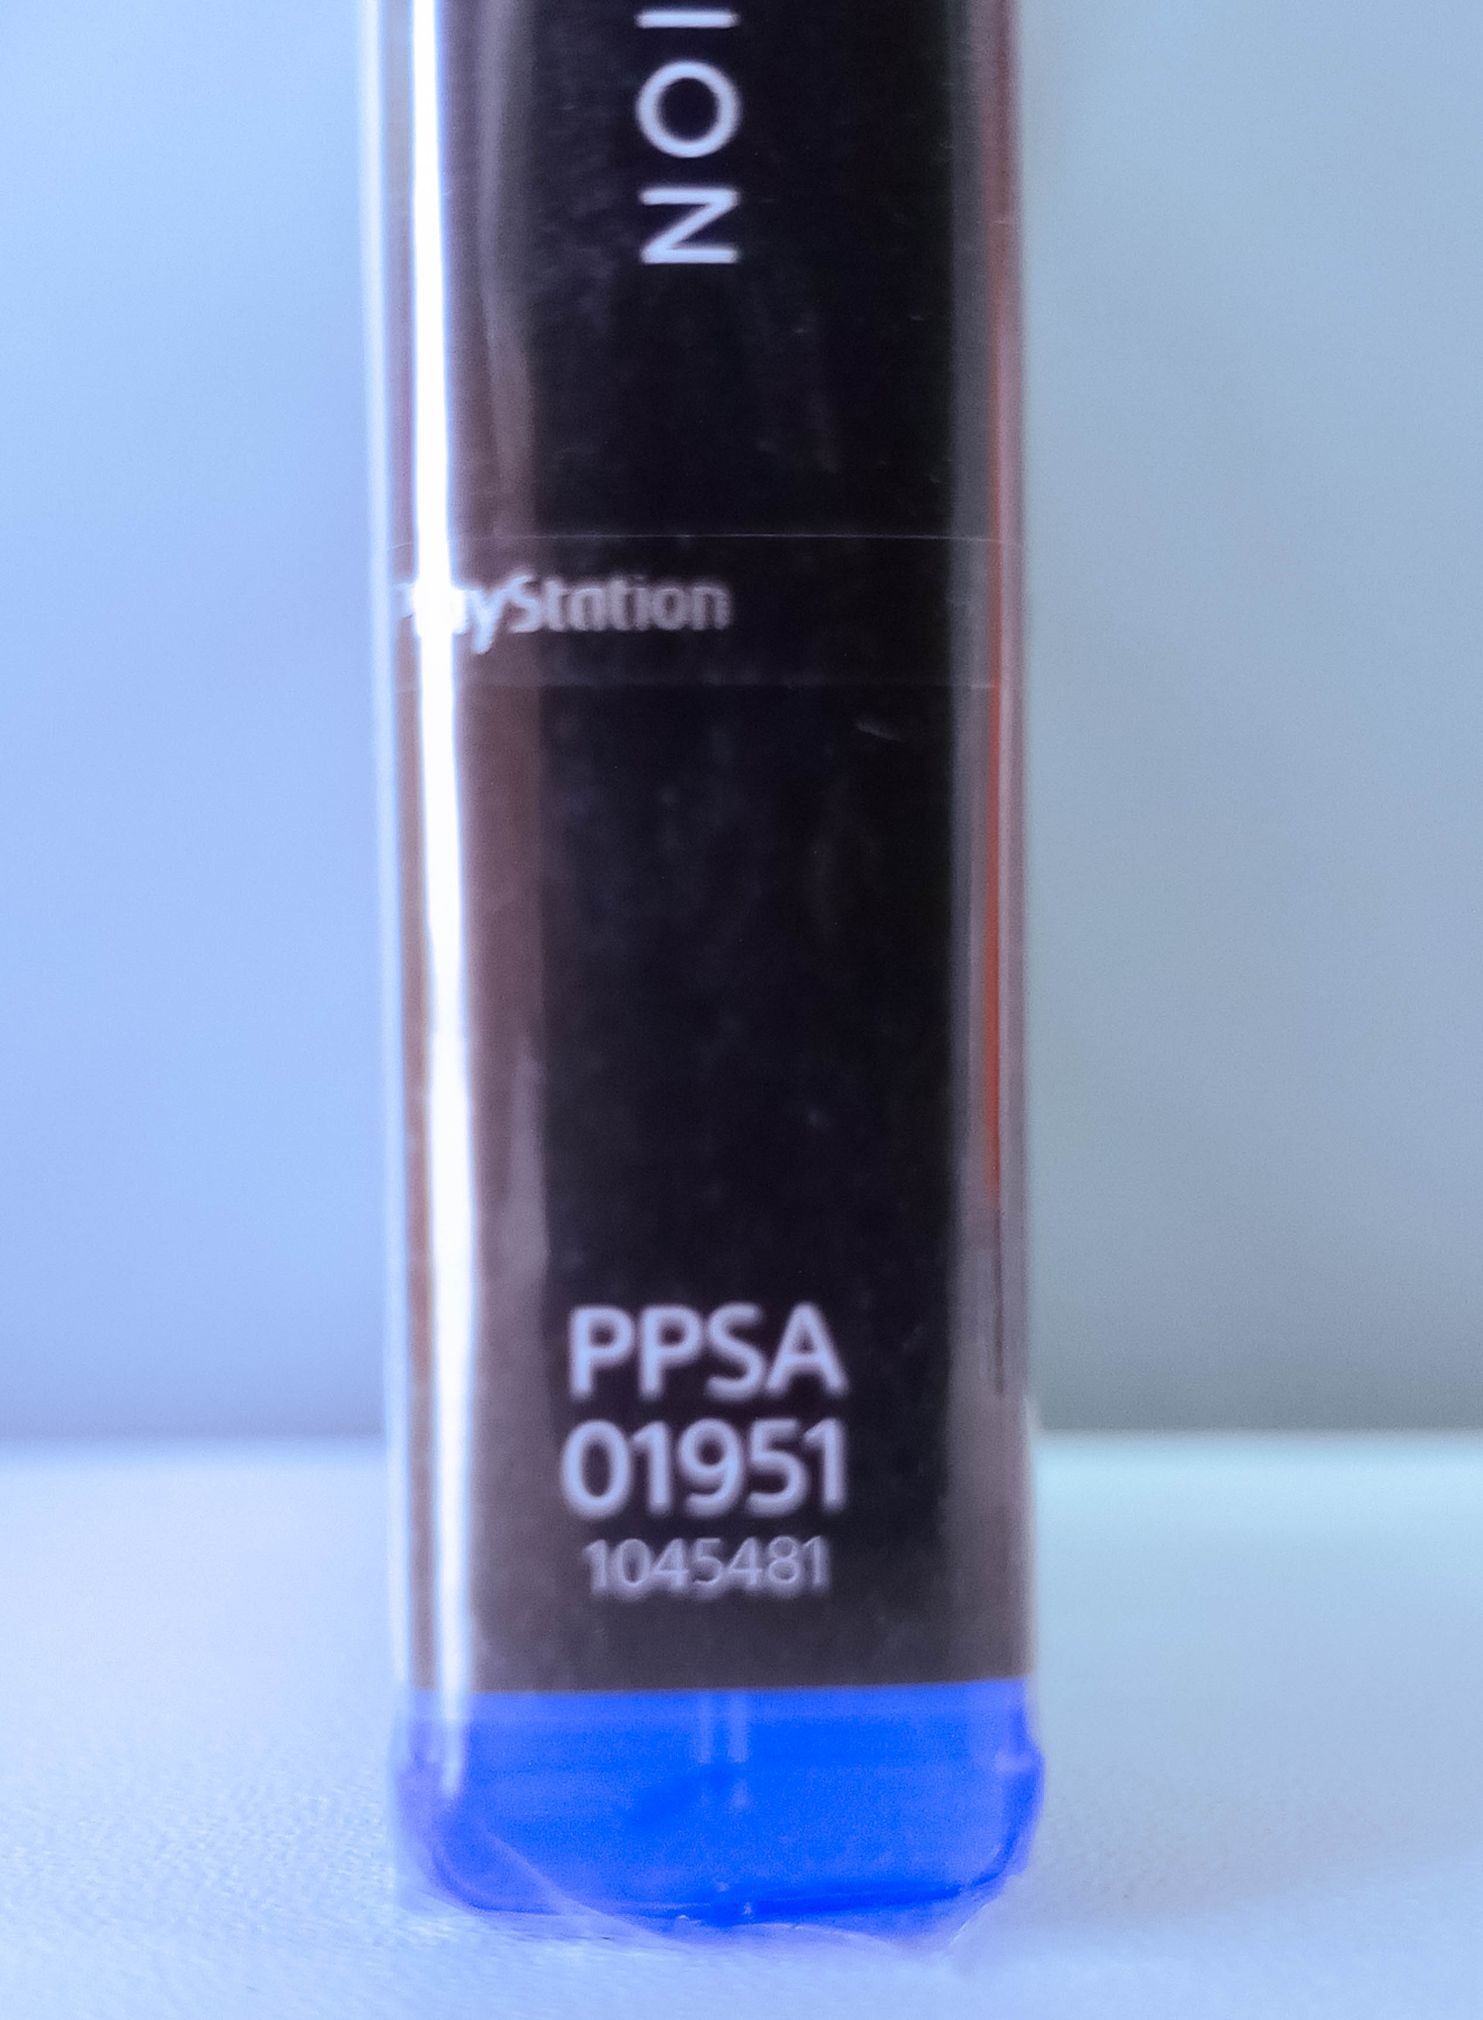 ION
PlayStation
PPSA
01951
1045481